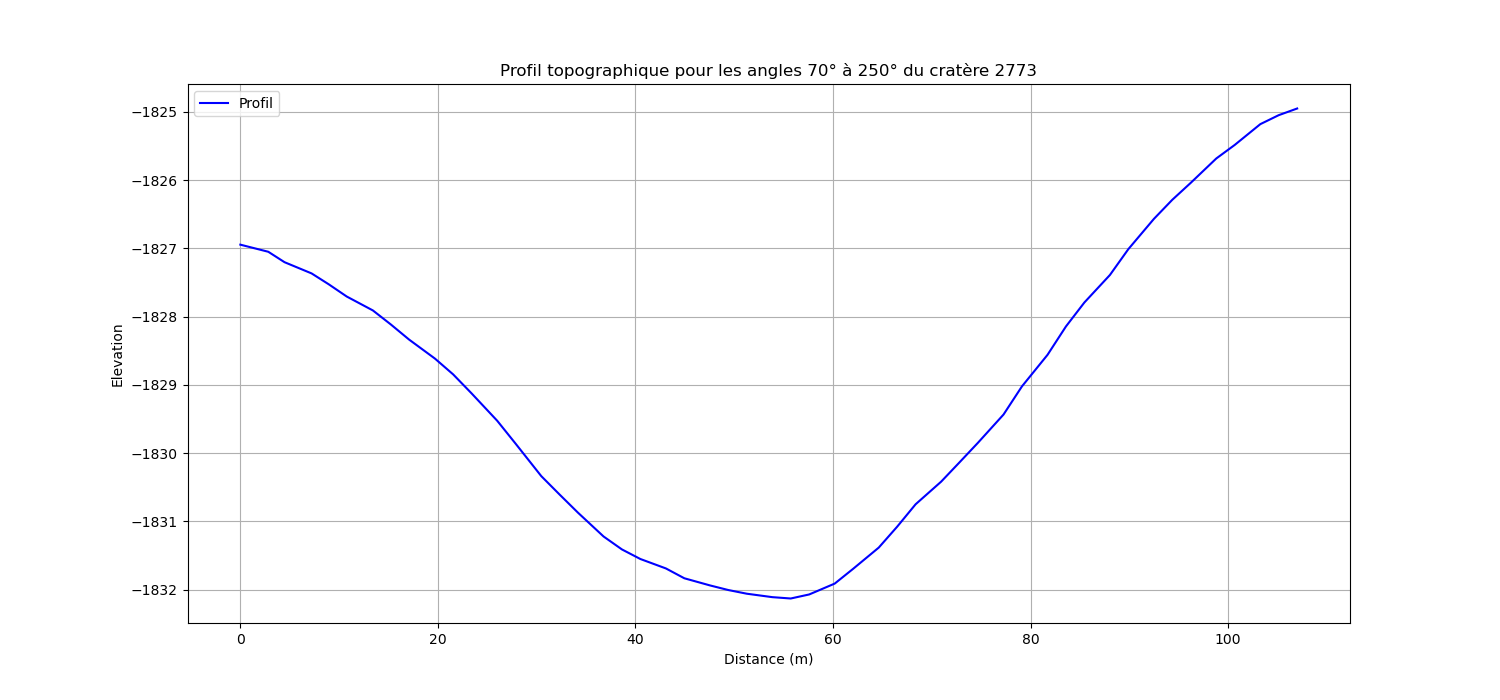 Profil topographique pour les angles 70° à 250° du cratère 2773
Profil
−1825
−1826
−1827
−1828
−1829
−1830
−1831
−1832
Elevation
0 20 40 60 80 100
Distance (m)